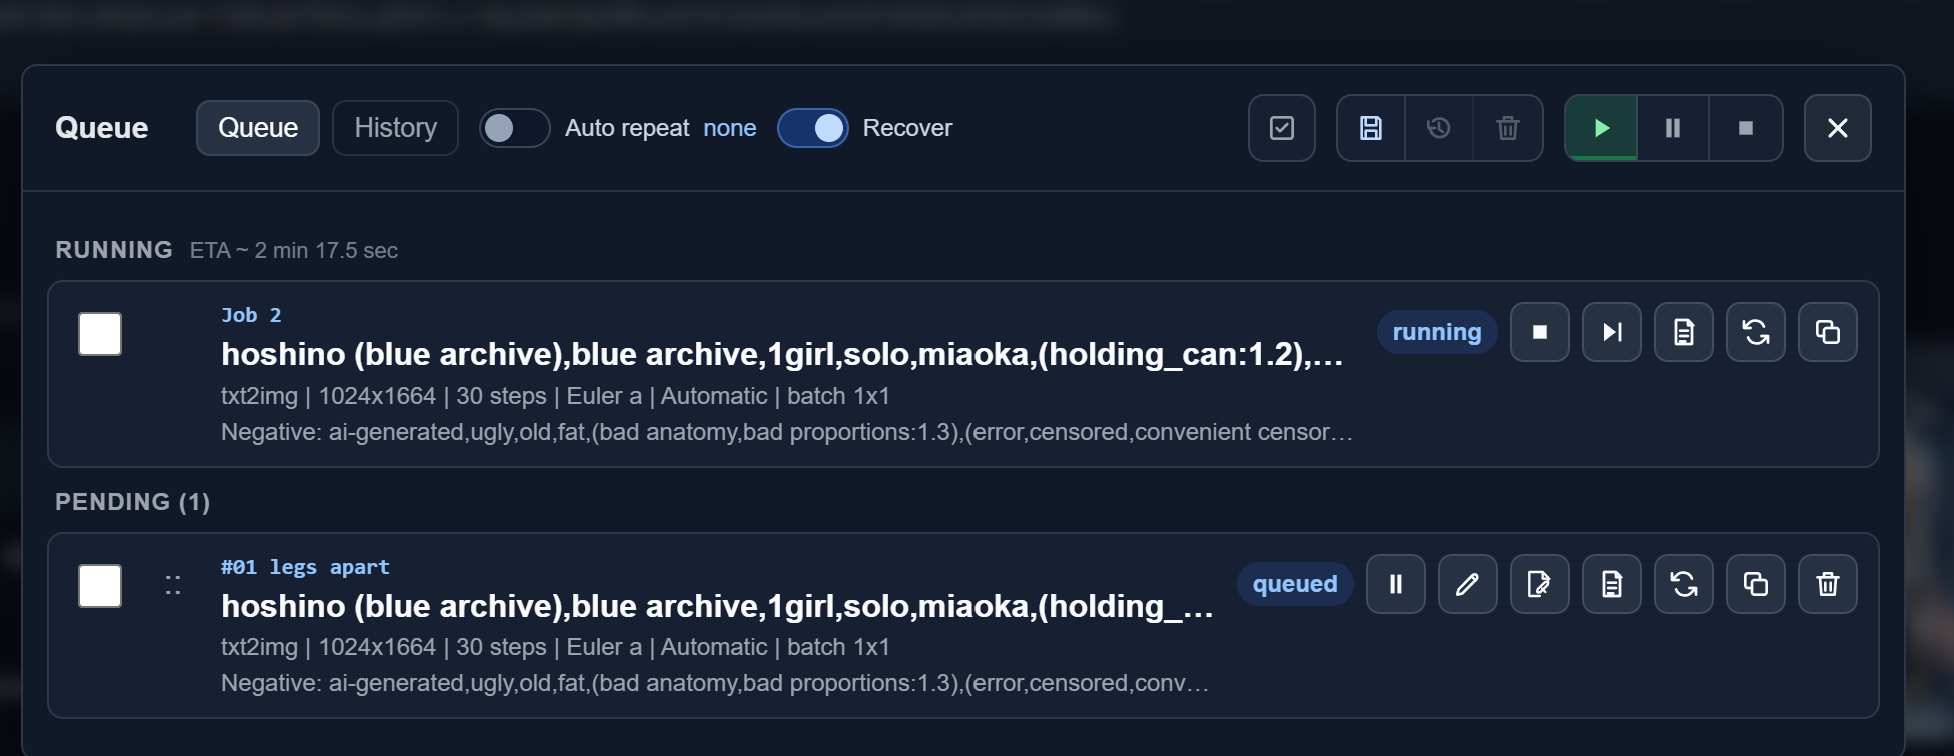 Queue Queue History Auto repeat none Recover
RUNNING ETA ~ 2 min 17.5 sec
Job 2
hoshino (blue archive),blue archive,1girl,solo,miaoka,(holding_can:1.2),… running
txt2img | 1024x1664 | 30 steps | Euler a | Automatic | batch 1x1
Negative: ai-generated,ugly,old,fat,(bad anatomy,bad proportions:1.3),(error,censored,convenient censor…
PENDING (1)
#01 legs apart
hoshino (blue archive),blue archive,1girl,solo,miaoka,(holding_… queued
txt2img | 1024x1664 | 30 steps | Euler a | Automatic | batch 1x1
Negative: ai-generated,ugly,old,fat,(bad anatomy,bad proportions:1.3),(error,censored,conv…